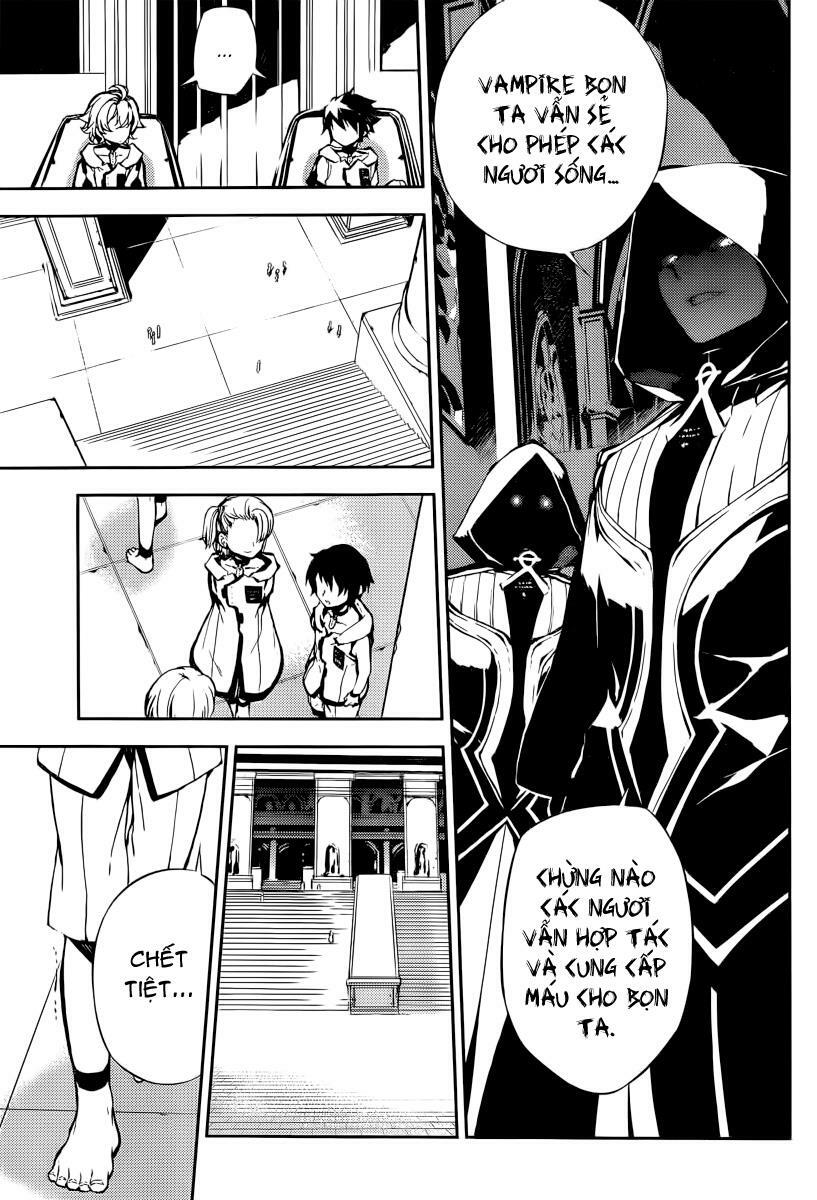 VAMPIRE BỌN
TA VẪN SẼ
CHO PHÉP CÁC
NGƯƠI SỐNG...
CHỪNG NÀO
CÁC NGƯƠI
VẪN HỢP TÁC
VÀ CUNG CẤP
MÁU CHO BỌN
TA.
...
CHẾT
TIỆT...